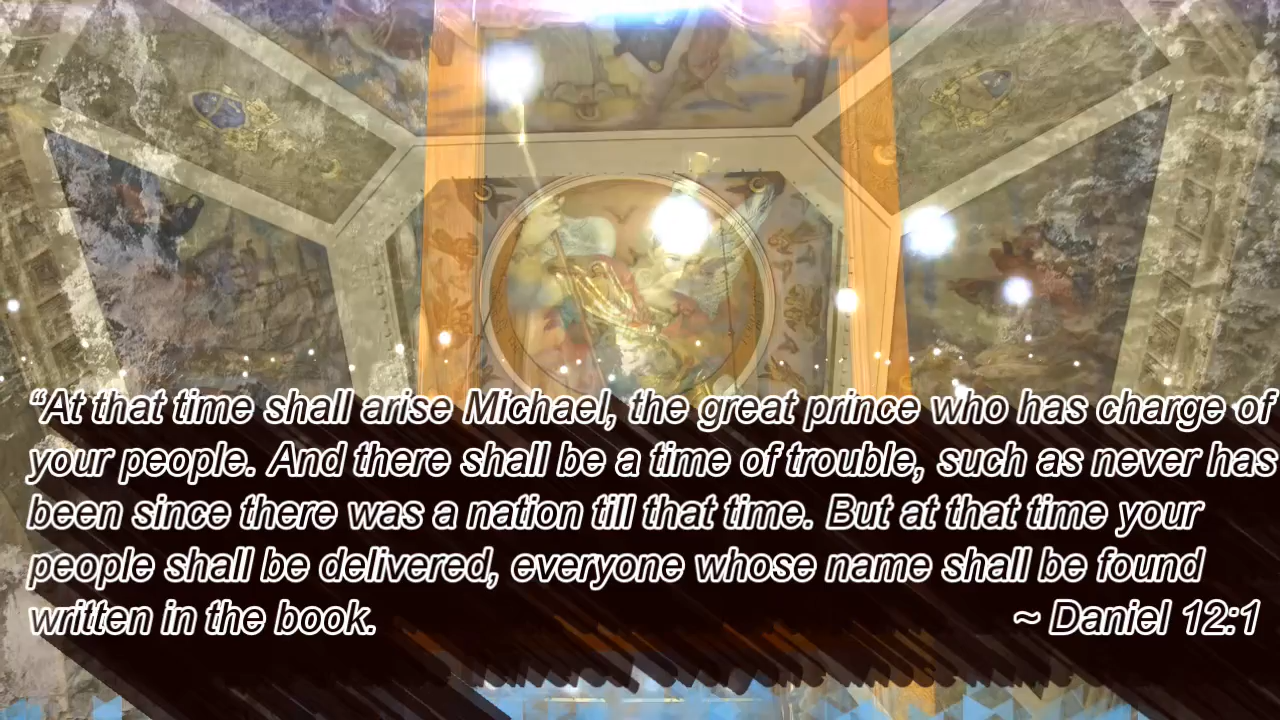 “At that time shall arise Michael, the great prince who has charge of
your people. And there shall be a time of trouble, such as never has
been since there was a nation till that time. But at that time your
people shall be delivered, everyone whose name shall be found
written in the book. ~ Daniel 12:1